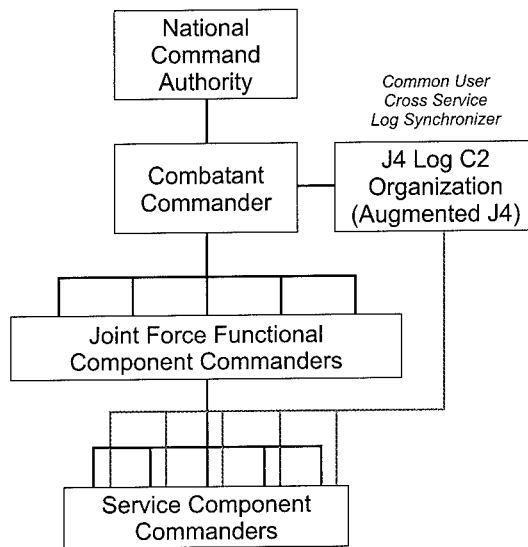 National
Command
Authority
Common User
Cross Service
Log Synchronizer
Combatant
Commander
J4 Log C2
Organization
(Augmented J4)
Joint Force Functional
Component Commanders
Service Component
Commanders